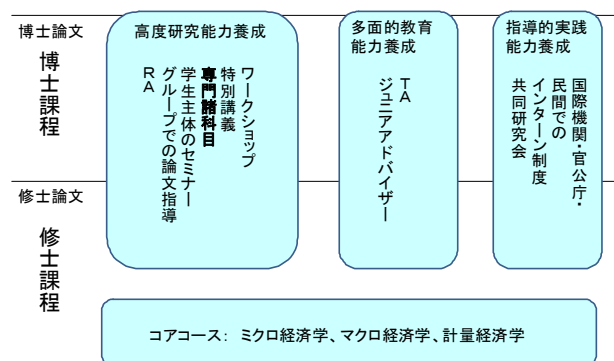 博士論文
博士課程
修士論文
修士課程
高度研究能力養成
ワークショップ
特別講義
専門諸科目
学生主体のセミナー
グループでの論文指導
RA
多面的教育
能力養成
TA
ジュニアアドバイザー
指導的実践
能力養成
国際機関・官公庁・
民間での
インターン制度
共同研究会
コアコース: ミクロ経済学、マクロ経済学、計量経済学